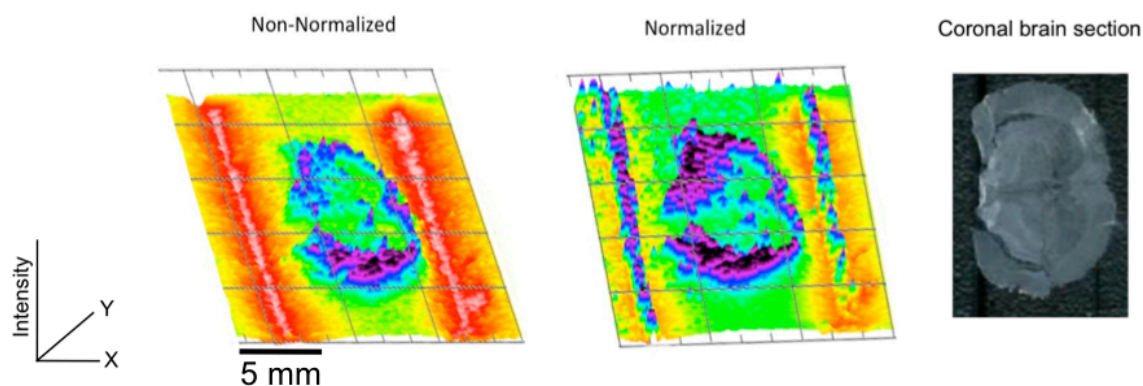 Non-Normalized
Normalized
Coronal brain section
Intensity
Y
X
5 mm